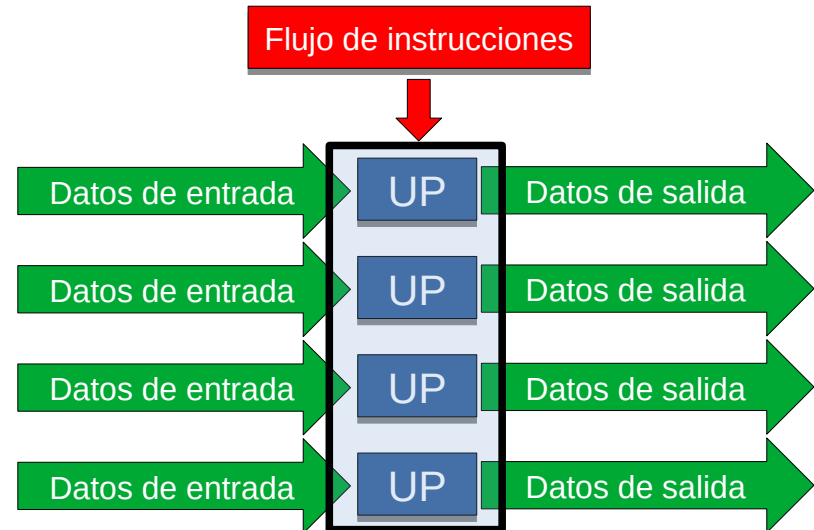 Flujo de instrucciones
Datos de entrada
UP
Datos de salida
Datos de entrada
UP
Datos de salida
Datos de entrada
UP
Datos de salida
Datos de entrada
UP
Datos de salida